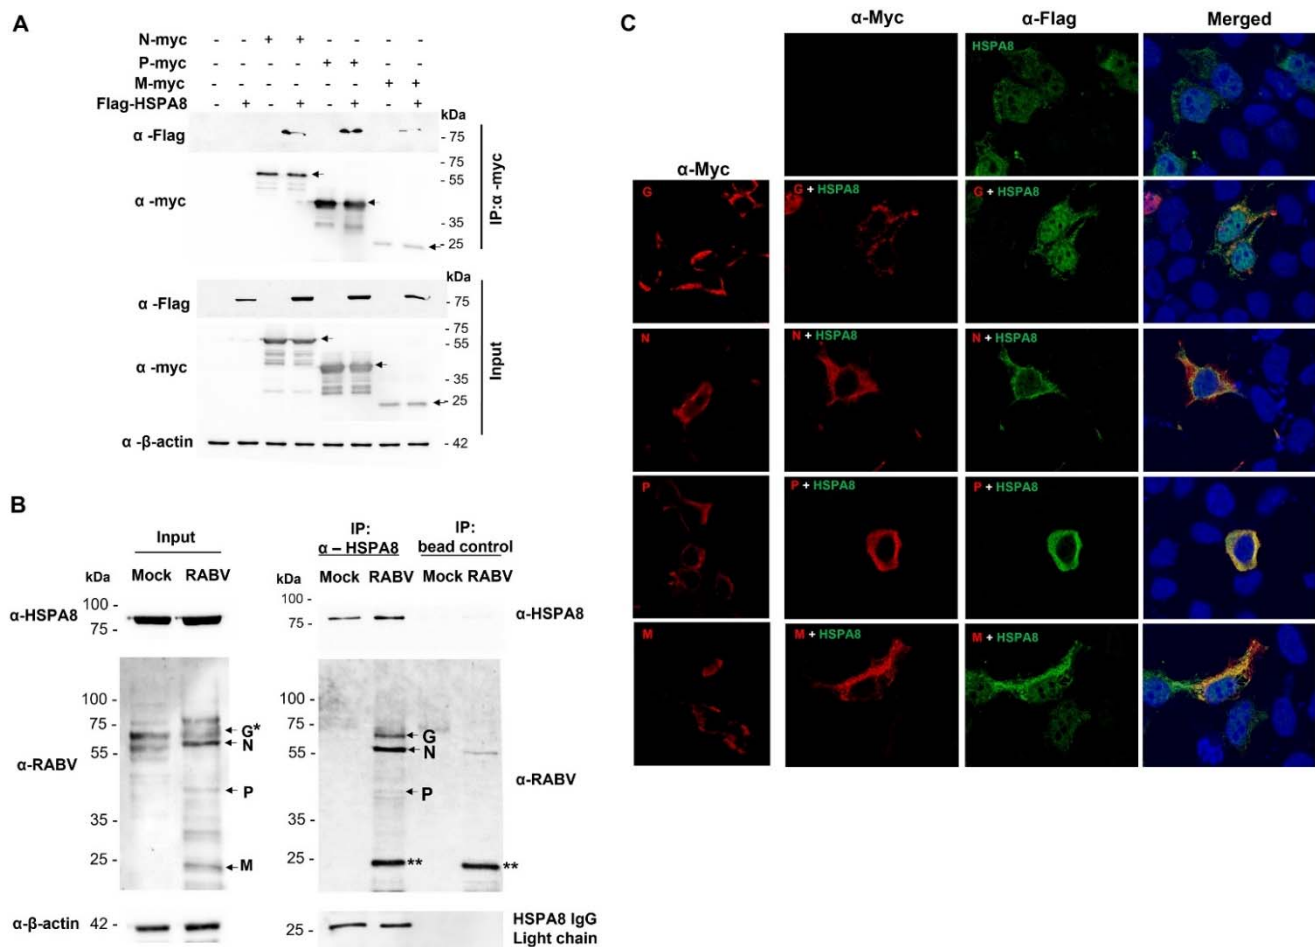 A
N-myc - - + + - - - -
P-myc - - - - + + - -
M-myc - - - - - - + +
Flag-HSPA8 - + - + - + - +
kDa
α -Flag
- 75
- 75
α -myc
- 55
- 35
- 25
IP:α -myc
kDa
α -Flag
- 75
- 75
- 55
α -myc
- 35
- 25
Input
α -β-actin
- 42
B
Input
kDa
Mock RABV
100 -
α-HSPA8
75 -
100 -
75 -
G*
N
55 -
α-RABV
P
35 -
25 -
M
α-β-actin 42 -
IP:
α – HSPA8
IP:
bead control
kDa
Mock RABV Mock RABV
100 -
75 -
α-HSPA8
100 -
75 -
G
N
55 -
α-RABV
P
35 -
25 -
** **
25 -
HSPA8 IgG
Light chain
C
α-Myc α-Flag Merged
HSPA8
α-Myc
G G + HSPA8 G + HSPA8
N N + HSPA8 N + HSPA8
P P + HSPA8 P + HSPA8
M M + HSPA8 M + HSPA8